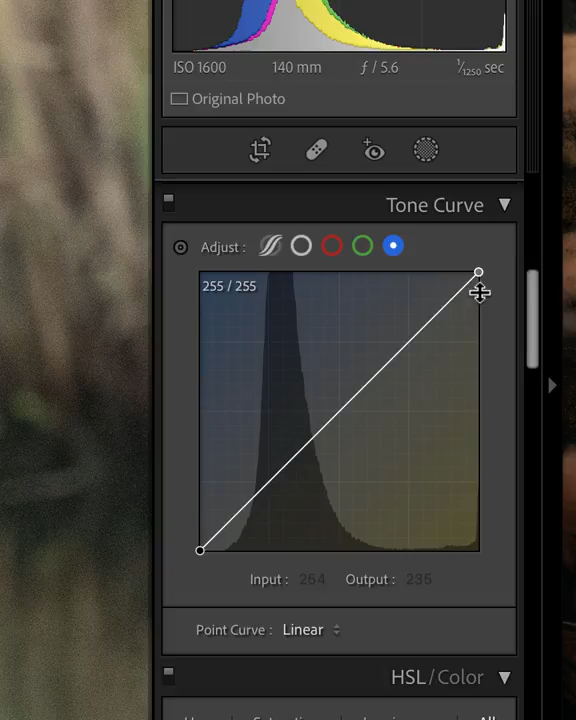 ISO 1600 140 mm ƒ / 5.6 1/1250 sec
Original Photo
Tone Curve
Adjust :
255 / 255
Input : 254 Output : 235
Point Curve : Linear
HSL / Color
All